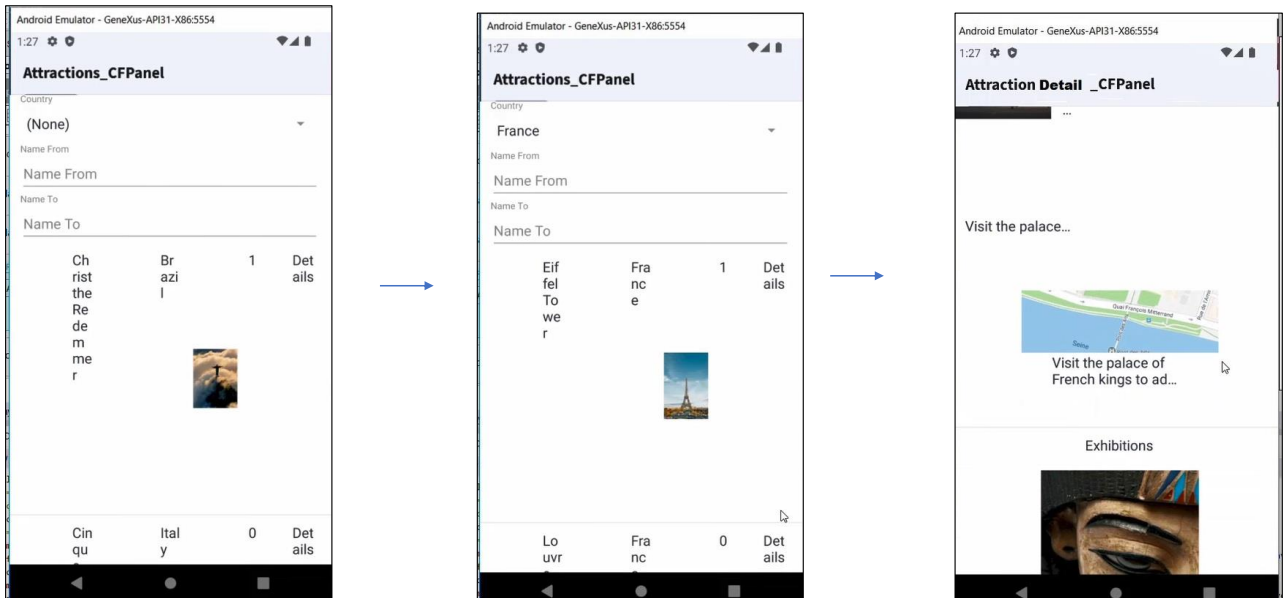 Android Emulator - GeneXus-API31-X86:5554
1:27
Attractions_CFPanel
Country
(None)
Name From
Name From
Name To
Name To
Ch
rist
the
Re
de
m
me
r
Br
azi
l
1
Det
ails
Cin
qu
Ital
y
0
Det
ails
Android Emulator - GeneXus-API31-X86:5554
1:27
Attractions_CFPanel
Country
France
Name From
Name From
Name To
Name To
Eif
fel
To
we
r
Fra
nc
e
1
Det
ails
Lo
uvr
Fra
nc
0
Det
ails
Android Emulator - GeneXus-API31-X86:5554
1:27
Attraction Detail _CFPanel
...
Visit the palace...
Quai François Mitterrand
Seine
Visit the palace of
French kings to ad...
Exhibitions